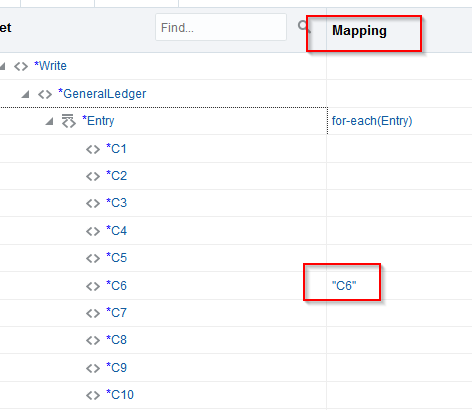 et Find... Mapping
*Write
*GeneralLedger
*Entry for-each(Entry)
*C1
*C2
*C3
*C4
*C5
*C6 "C6"
*C7
*C8
*C9
*C10